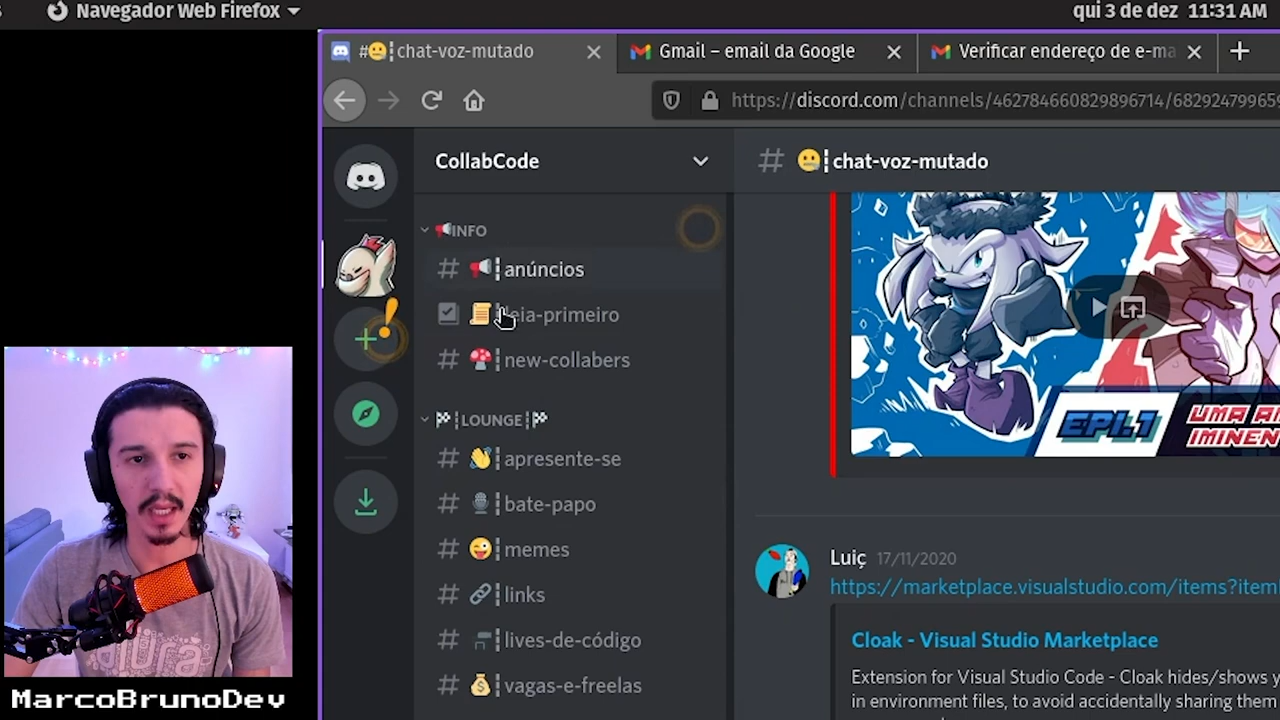 Navegador Web Firefox
qui 3 de dez 11:31 AM
#🤐¦chat-voz-mutado
Gmail – email da Google
Verificar endereço de e-ma
https://discord.com/channels/462784660829896714/6829247996
CollabCode
# 🤐¦chat-voz-mutado
INFO
# 📢¦anúncios
leia-primeiro
# 🍄¦new-collabers
EPI.1
🏁¦LOUNGE¦🏁
# 👋¦apresente-se
# 🎙¦bate-papo
# 😜¦memes
# 🔗¦links
# ¦lives-de-código
# 💰¦vagas-e-freelas
Luiç 17/11/2020
https://marketplace.visualstudio.com/items?item
Cloak - Visual Studio Marketplace
Extension for Visual Studio Code - Cloak hides/shows y
in environment files, to avoid accidentally sharing them
MarcoBrunoDev